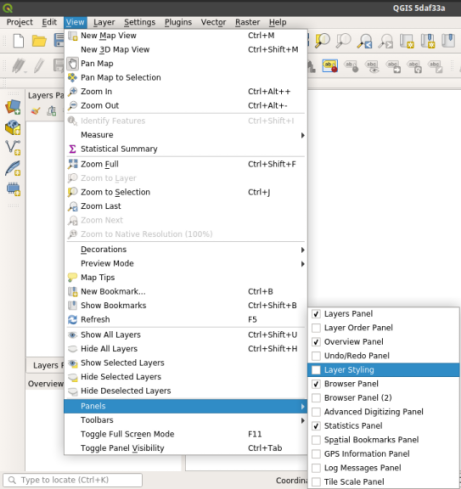 QGIS 5daf33a
Project Edit View Layer Settings Plugins Vector Raster Help
New Map View Ctrl+M
New 3D Map View Ctrl+Shift+M
Pan Map
Pan Map to Selection
Zoom In Ctrl+Alt++
Zoom Out Ctrl+Alt+-
Identify Features Ctrl+Shift+I
Measure
Statistical Summary
Zoom Full Ctrl+Shift+F
Zoom to Layer
Zoom to Selection Ctrl+J
Zoom Last
Zoom Next
Zoom to Native Resolution (100%)
Decorations
Preview Mode
Map Tips
New Bookmark... Ctrl+B
Show Bookmarks Ctrl+Shift+B
Refresh F5
Show All Layers Ctrl+Shift+U
Hide All Layers Ctrl+Shift+H
Show Selected Layers
Hide Selected Layers
Hide Deselected Layers
Panels
Toolbars
Toggle Full Screen Mode F11
Toggle Panel Visibility Ctrl+Tab
Layers Panel
Layer Order Panel
Overview Panel
Undo/Redo Panel
Layer Styling
Browser Panel
Browser Panel (2)
Advanced Digitizing Panel
Statistics Panel
Spatial Bookmarks Panel
GPS Information Panel
Log Messages Panel
Tile Scale Panel
Layers Pa
Layers P
Overview
Type to locate (Ctrl+K)
Coordina